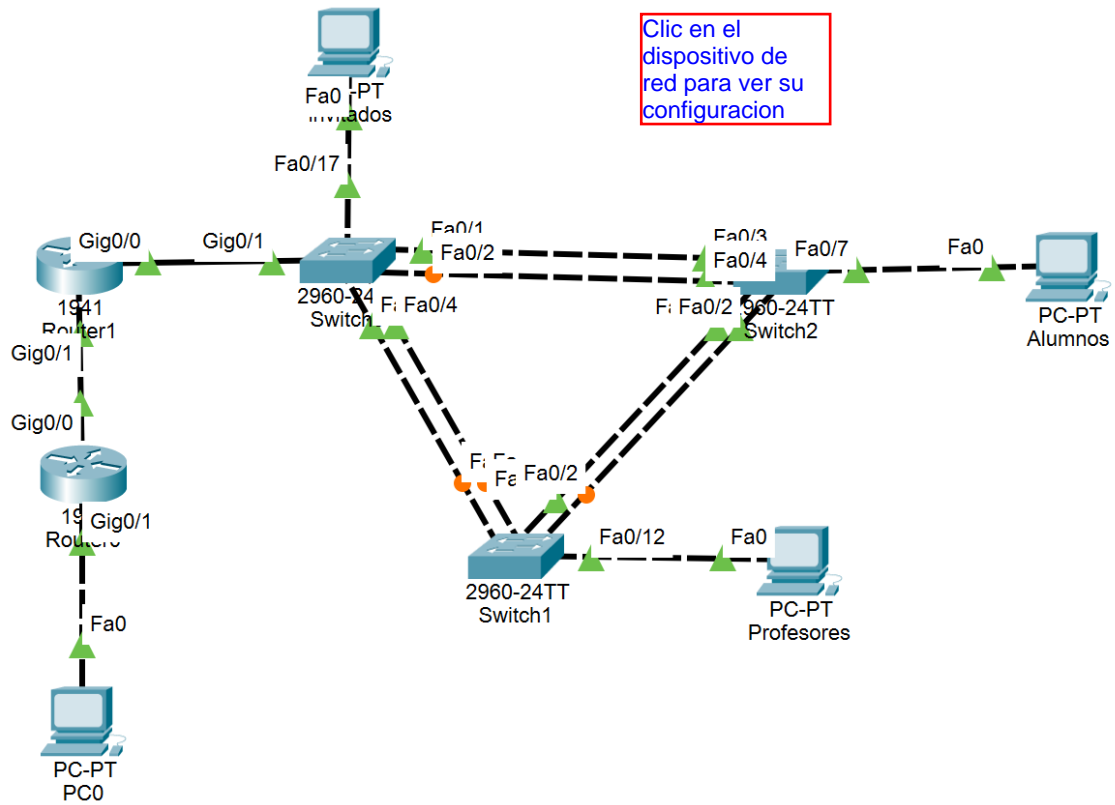 Clic en el
dispositivo de
red para ver su
configuracion
Fa0
-PT
Fa0/17
Gig0/0
Gig0/1
Fa0/1
Fa0/2
Fa0/3
Fa0/4
Fa0/7
Fa0
1941
Router1
Switch
Fa0/4
Fa0/2
2960-24TT
Switch2
PC-PT
Alumnos
Gig0/1
Gig0/0
Fa0/2
Gig0/1
Fa0/12
Fa0
2960-24TT
Switch1
PC-PT
Profesores
Fa0
PC-PT
PC0